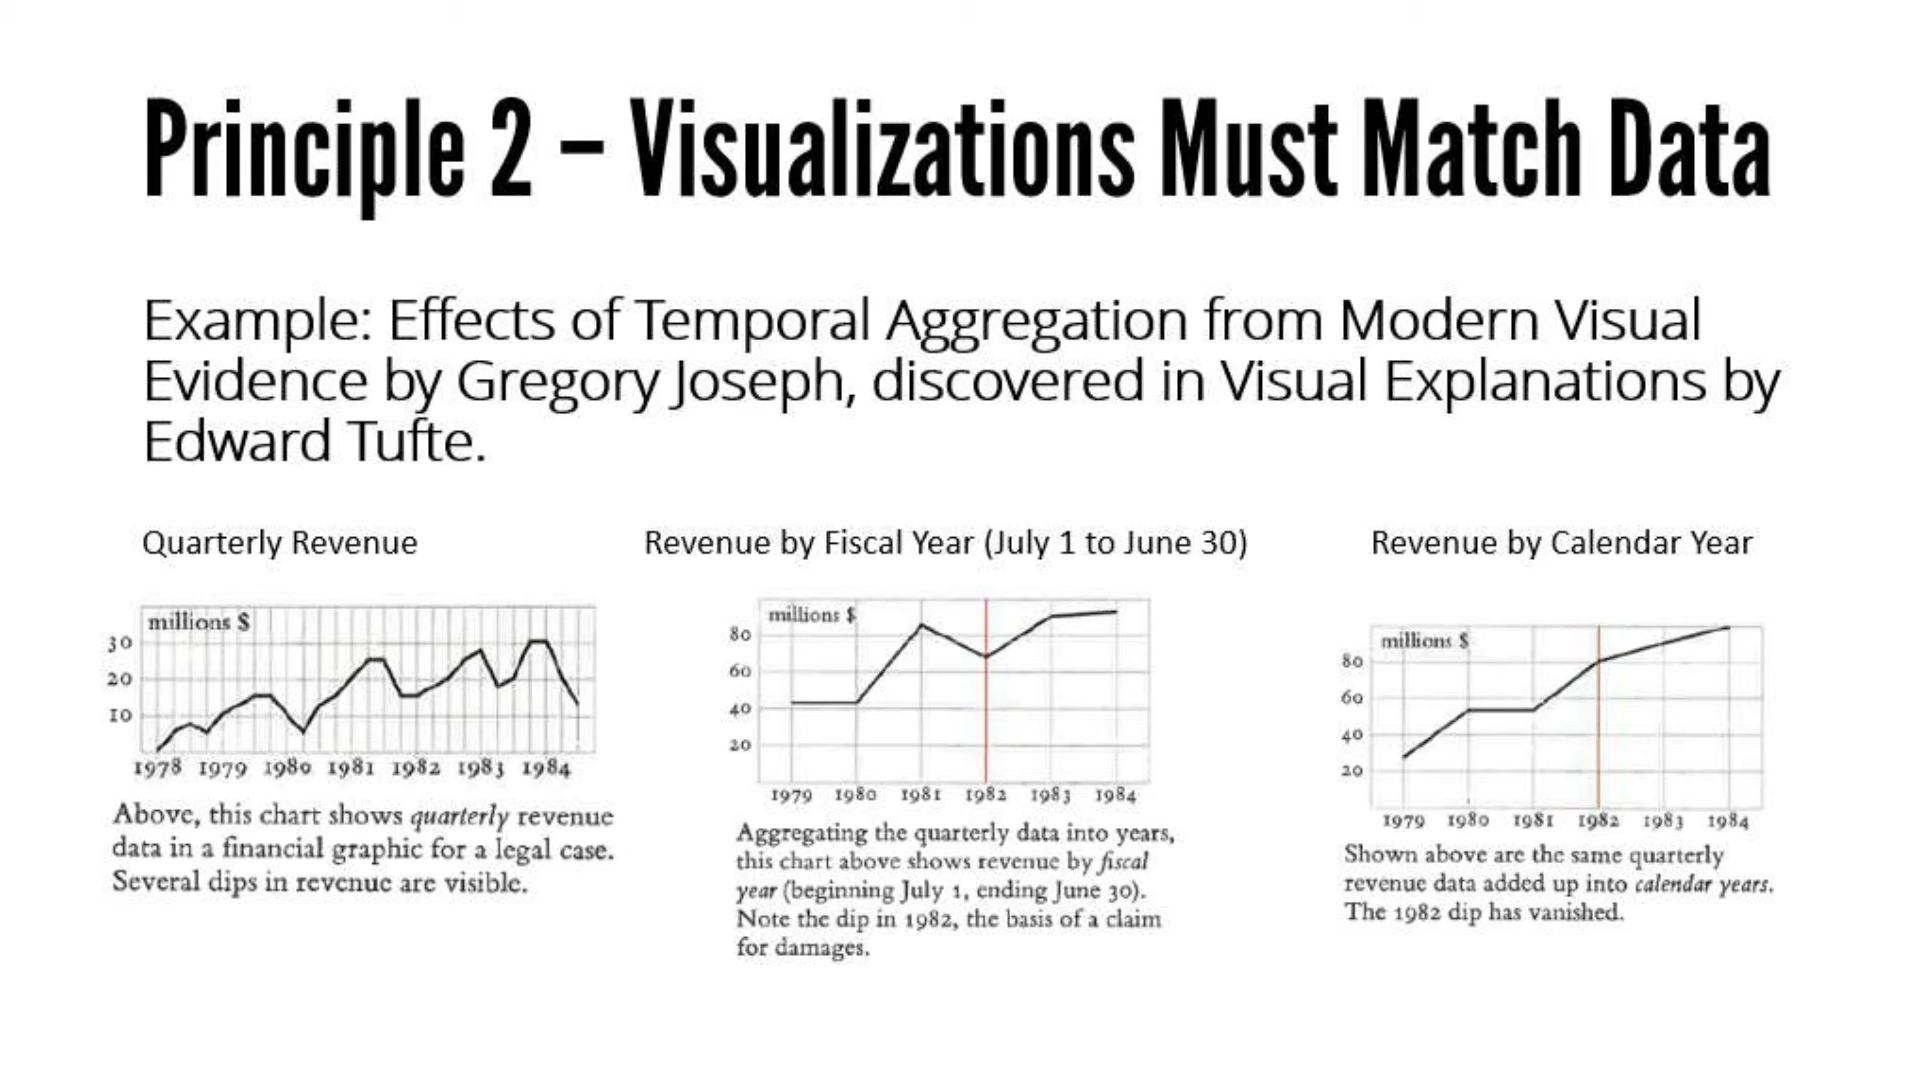 Principle 2 – Visualizations Must Match Data
Example: Effects of Temporal Aggregation from Modern Visual
Evidence by Gregory Joseph, discovered in Visual Explanations by
Edward Tufte.
Quarterly Revenue
millions $
30
20
10
1978 1979 1980 1981 1982 1983 1984
Above, this chart shows quarterly revenue
data in a financial graphic for a legal case.
Several dips in revenue are visible.
Revenue by Fiscal Year (July 1 to June 30)
millions $
80
60
40
20
1979 1980 1981 1982 1983 1984
Aggregating the quarterly data into years,
this chart above shows revenue by fiscal
year (beginning July 1, ending June 30).
Note the dip in 1982, the basis of a claim
for damages.
Revenue by Calendar Year
millions $
80
60
40
20
1979 1980 1981 1982 1983 1984
Shown above are the same quarterly
revenue data added up into calendar years.
The 1982 dip has vanished.